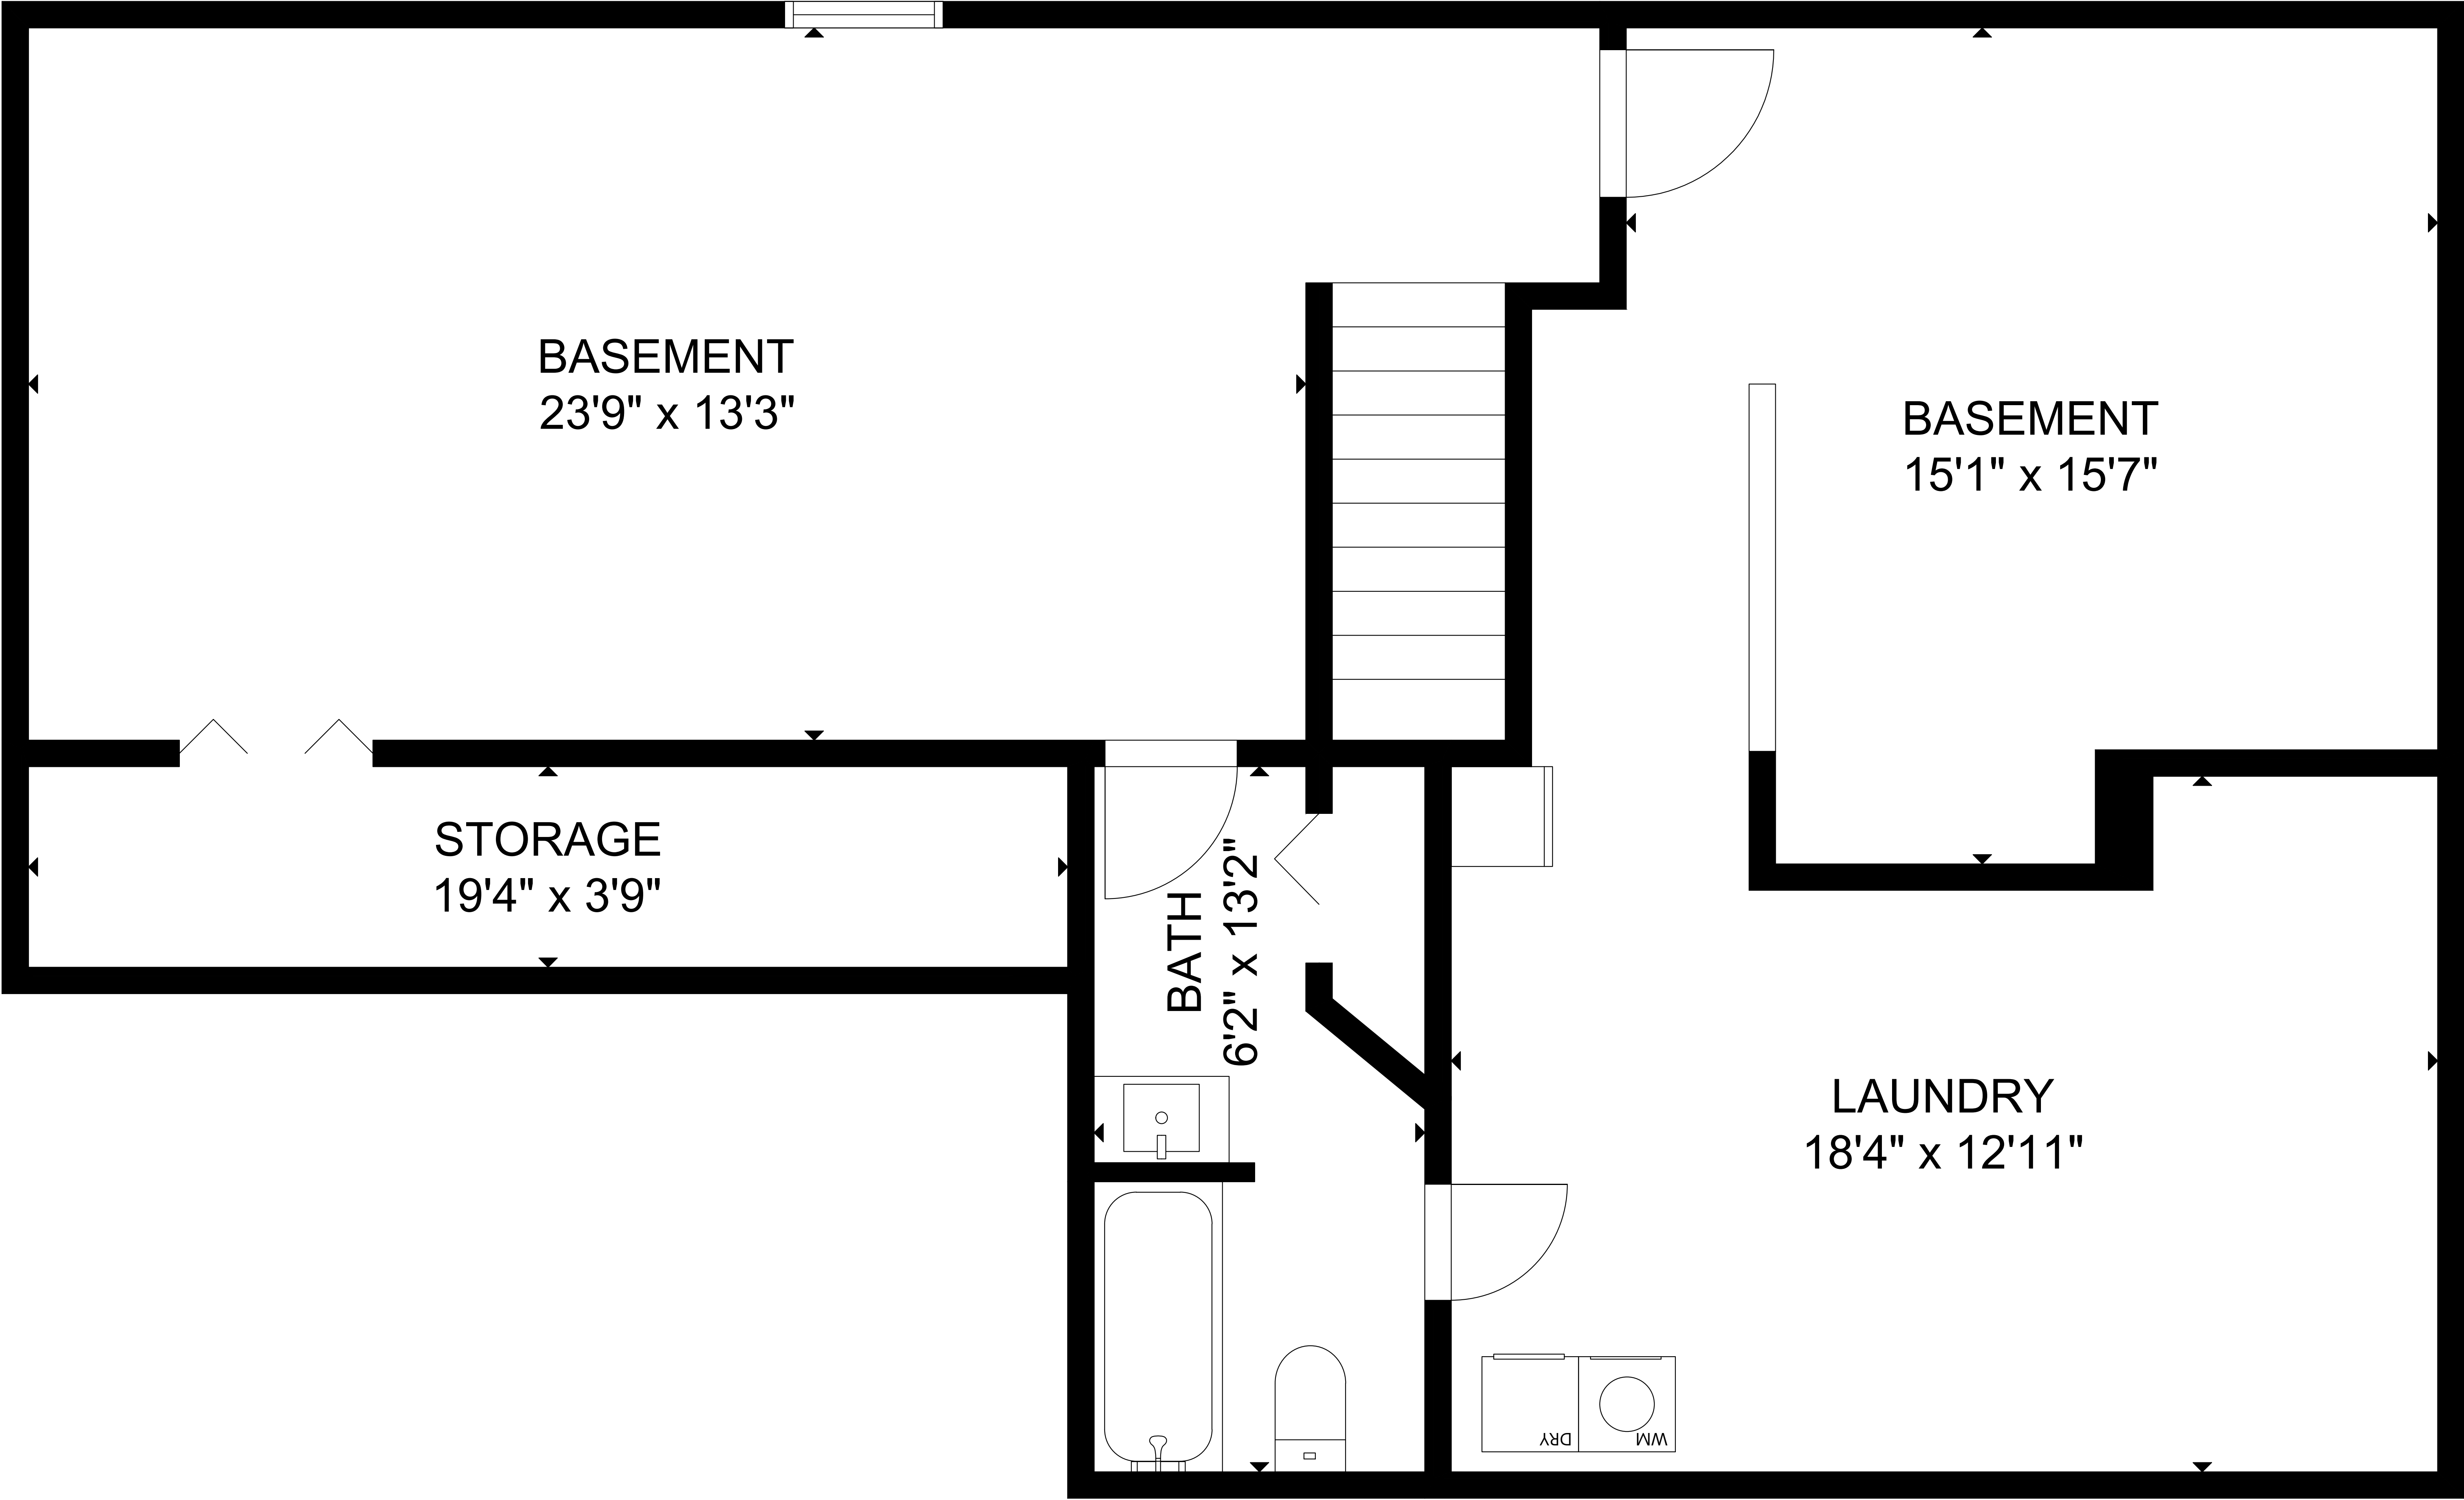 BASEMENT
23'9" x 13'3"
BASEMENT
15'1" x 15'7"
STORAGE
19'4" x 3'9"
BATH
6'2" x 13'2"
LAUNDRY
18'4" x 12'11"
DRY
WM